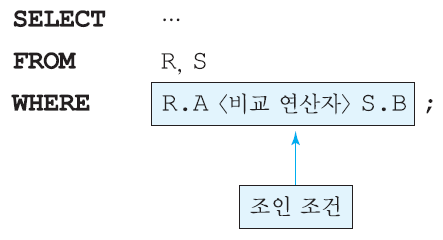 SELECT ⋯
FROM R, S
WHERE R.A 〈비교 연산자〉 S.B ;
조인 조건